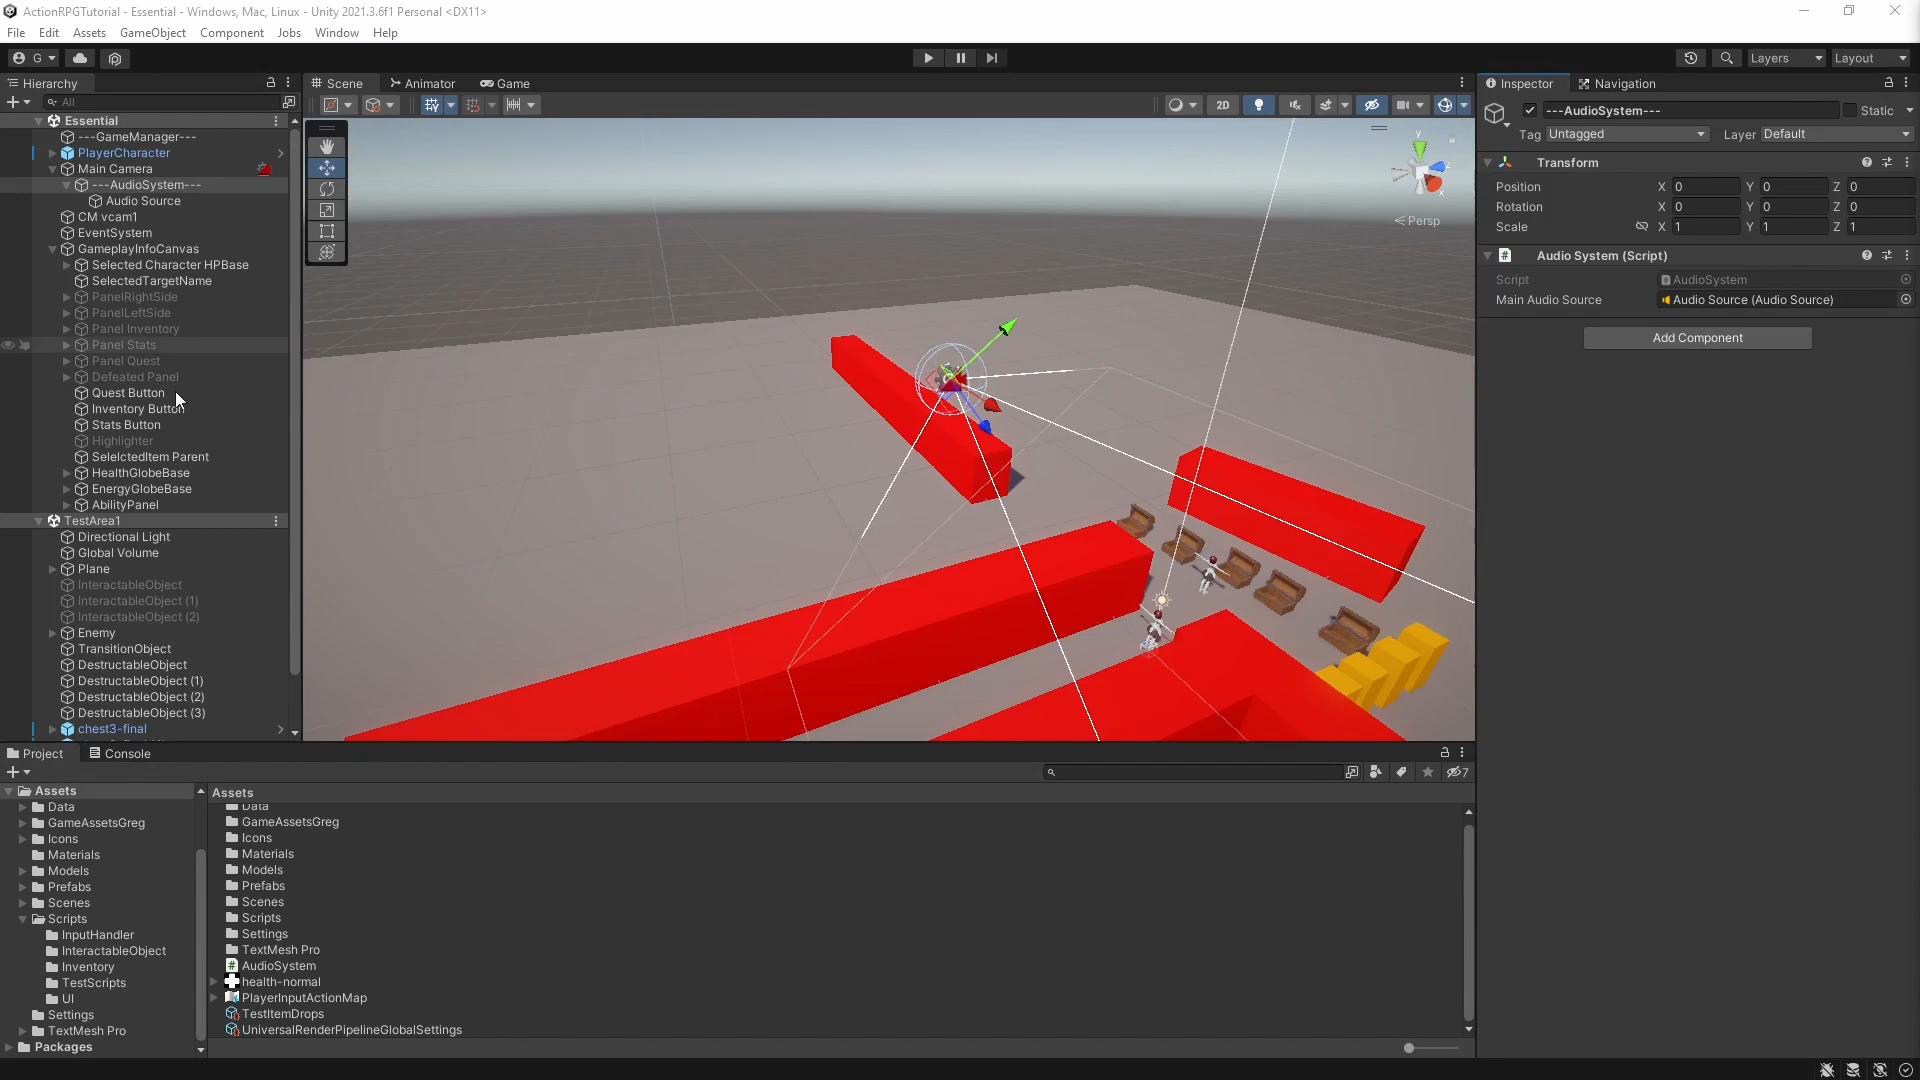 ActionRPGTutorial - Essential - Windows, Mac, Linux - Unity 2021.3.6f1 Personal <DX11>
File Edit Assets GameObject Component Jobs Window Help
G Layers Layout
Hierarchy
All
Essential
---GameManager---
PlayerCharacter
Main Camera
---AudioSystem---
Audio Source
CM vcam1
EventSystem
GameplayInfoCanvas
Selected Character HPBase
SelectedTargetName
PanelRightSide
PanelLeftSide
Panel Inventory
Panel Stats
Panel Quest
Defeated Panel
Quest Button
Inventory Button
Stats Button
Highlighter
SelelctedItem Parent
HealthGlobeBase
EnergyGlobeBase
AbilityPanel
TestArea1
Directional Light
Global Volume
Plane
InteractableObject
InteractableObject (1)
InteractableObject (2)
Enemy
TransitionObject
DestructableObject
DestructableObject (1)
DestructableObject (2)
DestructableObject (3)
chest3-final
Scene Animator Game
2D
y
z
x
Persp
Inspector Navigation
---AudioSystem--- Static
Tag Untagged Layer Default
Transform
Position X 0 Y 0 Z 0
Rotation X 0 Y 0 Z 0
Scale X 1 Y 1 Z 1
# Audio System (Script)
Script AudioSystem
Main Audio Source Audio Source (Audio Source)
Add Component
Project Console
7
Assets
Data
GameAssetsGreg
Icons
Materials
Models
Prefabs
Scenes
Scripts
InputHandler
InteractableObject
Inventory
TestScripts
UI
Settings
TextMesh Pro
Packages
Assets
Data
GameAssetsGreg
Icons
Materials
Models
Prefabs
Scenes
Scripts
Settings
TextMesh Pro
# AudioSystem
health-normal
PlayerInputActionMap
TestItemDrops
UniversalRenderPipelineGlobalSettings